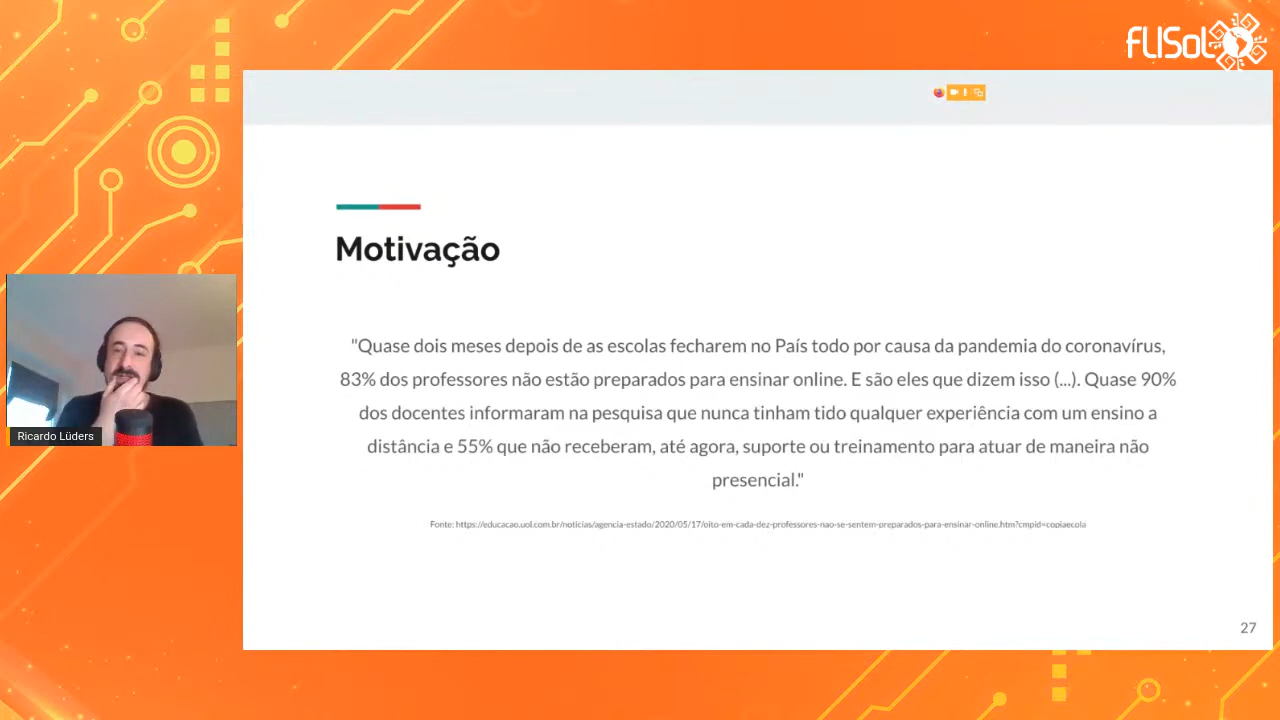 FLISoL
Motivação
"Quase dois meses depois de as escolas fecharem no País todo por causa da pandemia do coronavírus,
83% dos professores não estão preparados para ensinar online. E são eles que dizem isso (...). Quase 90%
dos docentes informaram na pesquisa que nunca tinham tido qualquer experiência com um ensino a
distância e 55% que não receberam, até agora, suporte ou treinamento para atuar de maneira não
presencial."
Fonte: https://educacao.uol.com.br/noticias/agencia-estado/2020/05/17/oito-em-cada-dez-professores-nao-se-sentem-preparados-para-ensinar-online.htm?cmpid=copiaecola
Ricardo Lüders
27